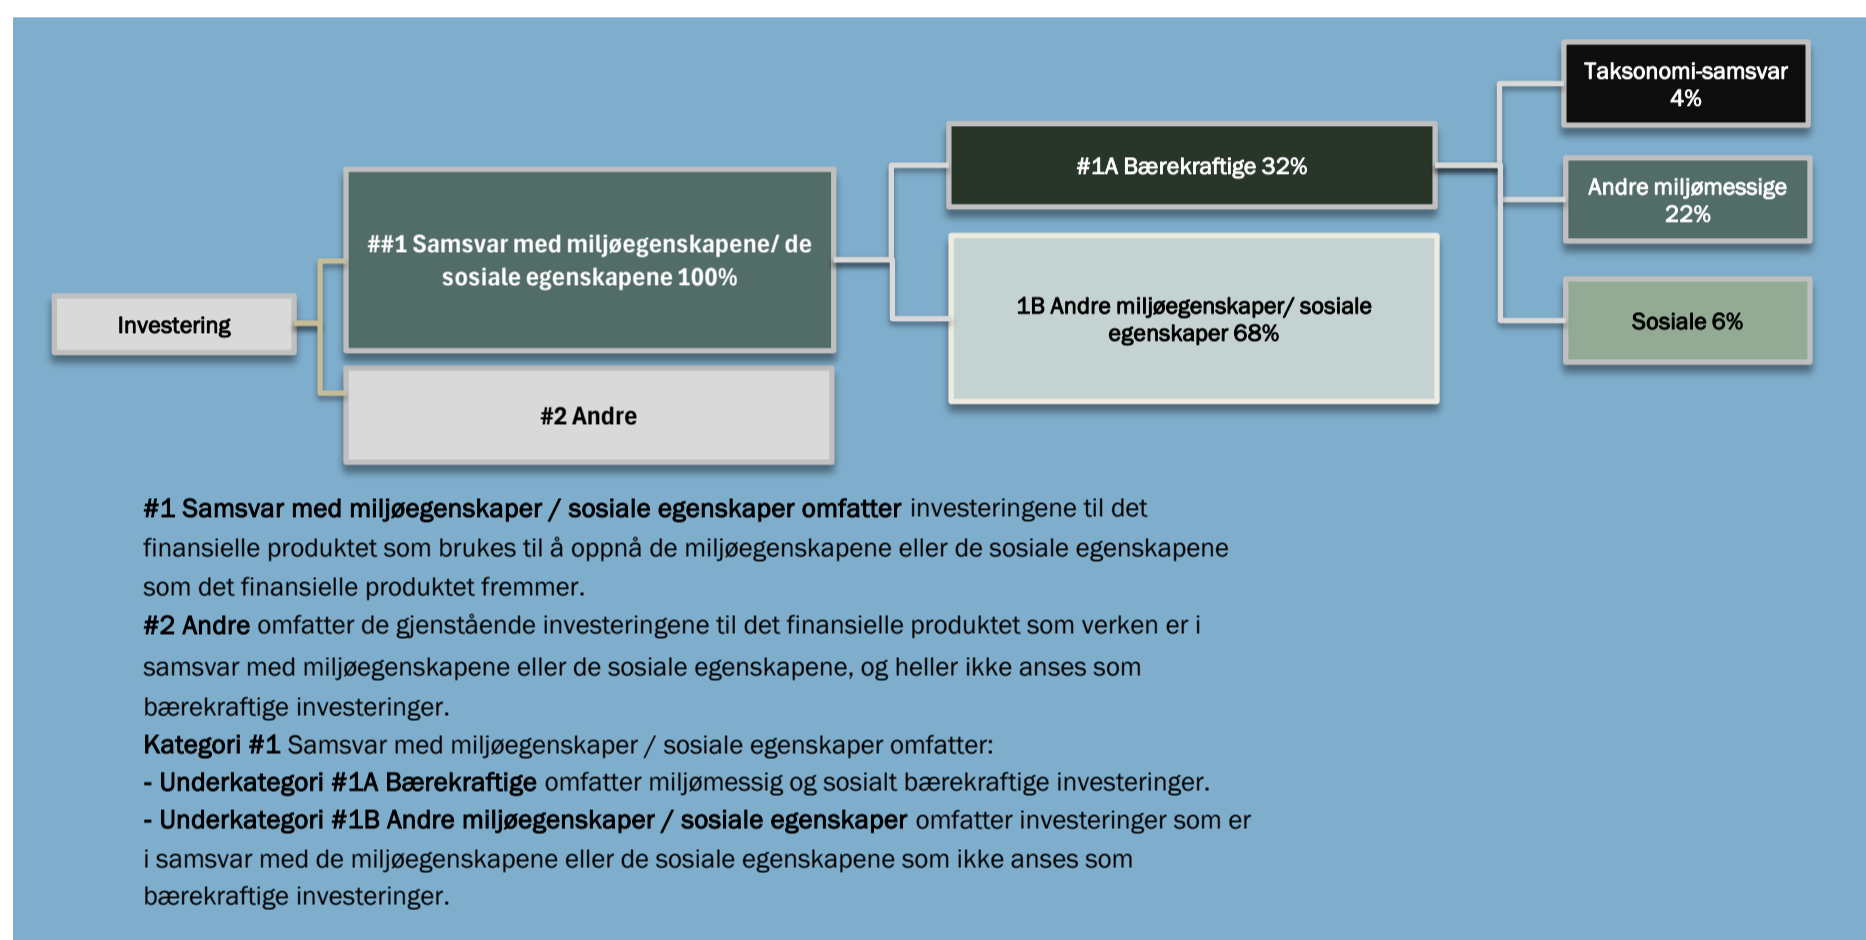 Investering
##1 Samsvar med miljøegenskapene/ de
sosiale egenskapene 100%
#2 Andre
#1A Bærekraftige 32%
1B Andre miljøegenskaper/ sosiale
egenskaper 68%
Taksonomi-samsvar
4%
Andre miljømessige
22%
Sosiale 6%
#1 Samsvar med miljøegenskaper / sosiale egenskaper omfatter investeringene til det
finansielle produktet som brukes til å oppnå de miljøegenskapene eller de sosiale egenskapene
som det finansielle produktet fremmer.
#2 Andre omfatter de gjenstående investeringene til det finansielle produktet som verken er i
samsvar med miljøegenskapene eller de sosiale egenskapene, og heller ikke anses som
bærekraftige investeringer.
Kategori #1 Samsvar med miljøegenskaper / sosiale egenskaper omfatter:
- Underkategori #1A Bærekraftige omfatter miljømessig og sosialt bærekraftige investeringer.
- Underkategori #1B Andre miljøegenskaper / sosiale egenskaper omfatter investeringer som er
i samsvar med de miljøegenskapene eller de sosiale egenskapene som ikke anses som
bærekraftige investeringer.